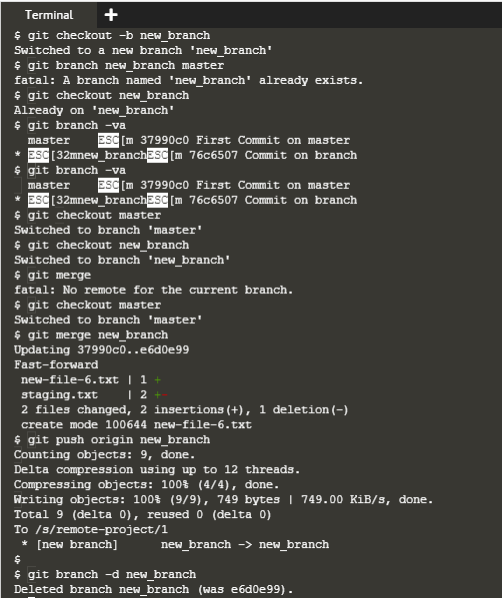 Terminal +
$ git checkout -b new_branch
Switched to a new branch 'new_branch'
$ git branch new_branch master
fatal: A branch named 'new_branch' already exists.
$ git checkout new_branch
Already on 'new_branch'
$ git branch -va
master ESC[m 37990c0 First Commit on master
* ESC[32mnew_branchESC[m 76c6507 Commit on branch
$ git branch -va
master ESC[m 37990c0 First Commit on master
* ESC[32mnew_branchESC[m 76c6507 Commit on branch
$ git checkout master
Switched to branch 'master'
$ git checkout new_branch
Switched to branch 'new_branch'
$ git merge
fatal: No remote for the current branch.
$ git checkout master
Switched to branch 'master'
$ git merge new_branch
Updating 37990c0..e6d0e99
Fast-forward
new-file-6.txt | 1 +
staging.txt | 2 +-
2 files changed, 2 insertions(+), 1 deletion(-)
create mode 100644 new-file-6.txt
$ git push origin new_branch
Counting objects: 9, done.
Delta compression using up to 12 threads.
Compressing objects: 100% (4/4), done.
Writing objects: 100% (9/9), 749 bytes | 749.00 KiB/s, done.
Total 9 (delta 0), reused 0 (delta 0)
To /s/remote-project/1
* [new branch] new_branch -> new_branch
$
$ git branch -d new_branch
Deleted branch new_branch (was e6d0e99).